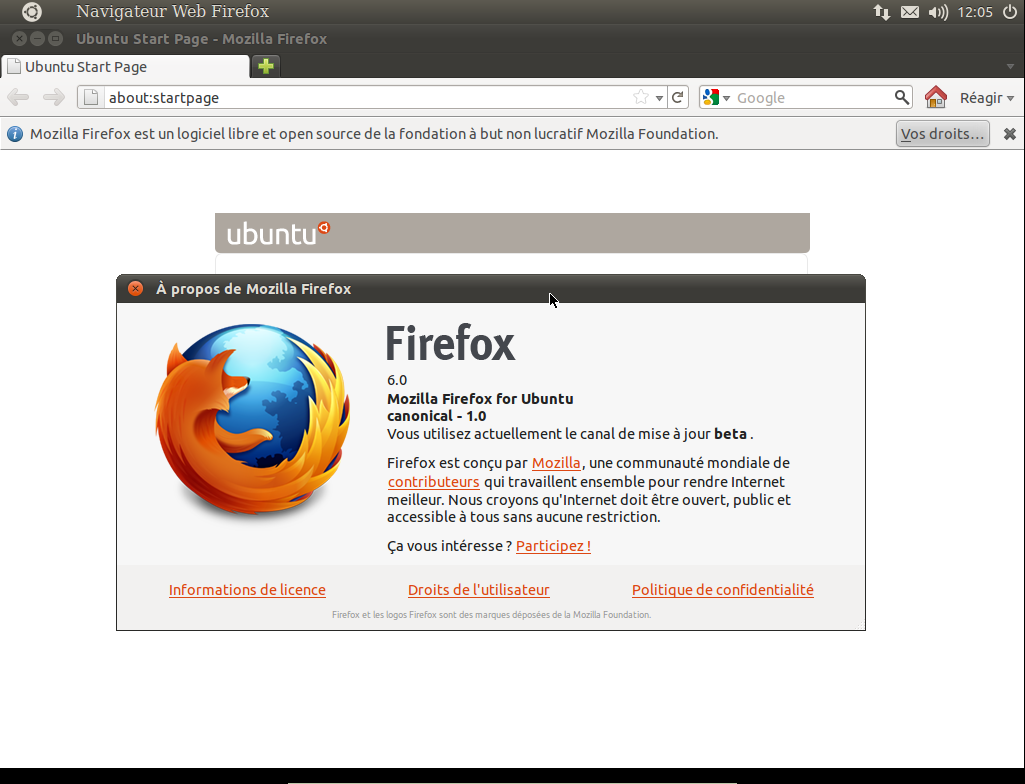 Navigateur Web Firefox
12:05
Ubuntu Start Page - Mozilla Firefox
Ubuntu Start Page
about:startpage
Google
Réagir
Mozilla Firefox est un logiciel libre et open source de la fondation à but non lucratif Mozilla Foundation.
Vos droits…
ubuntu
À propos de Mozilla Firefox
Firefox
6.0
Mozilla Firefox for Ubuntu
canonical - 1.0
Vous utilisez actuellement le canal de mise à jour beta .
Firefox est conçu par Mozilla, une communauté mondiale de
contributeurs qui travaillent ensemble pour rendre Internet
meilleur. Nous croyons qu'Internet doit être ouvert, public et
accessible à tous sans aucune restriction.
Ça vous intéresse ? Participez !
Informations de licence
Droits de l'utilisateur
Politique de confidentialité
Firefox et les logos Firefox sont des marques déposées de la Mozilla Foundation.